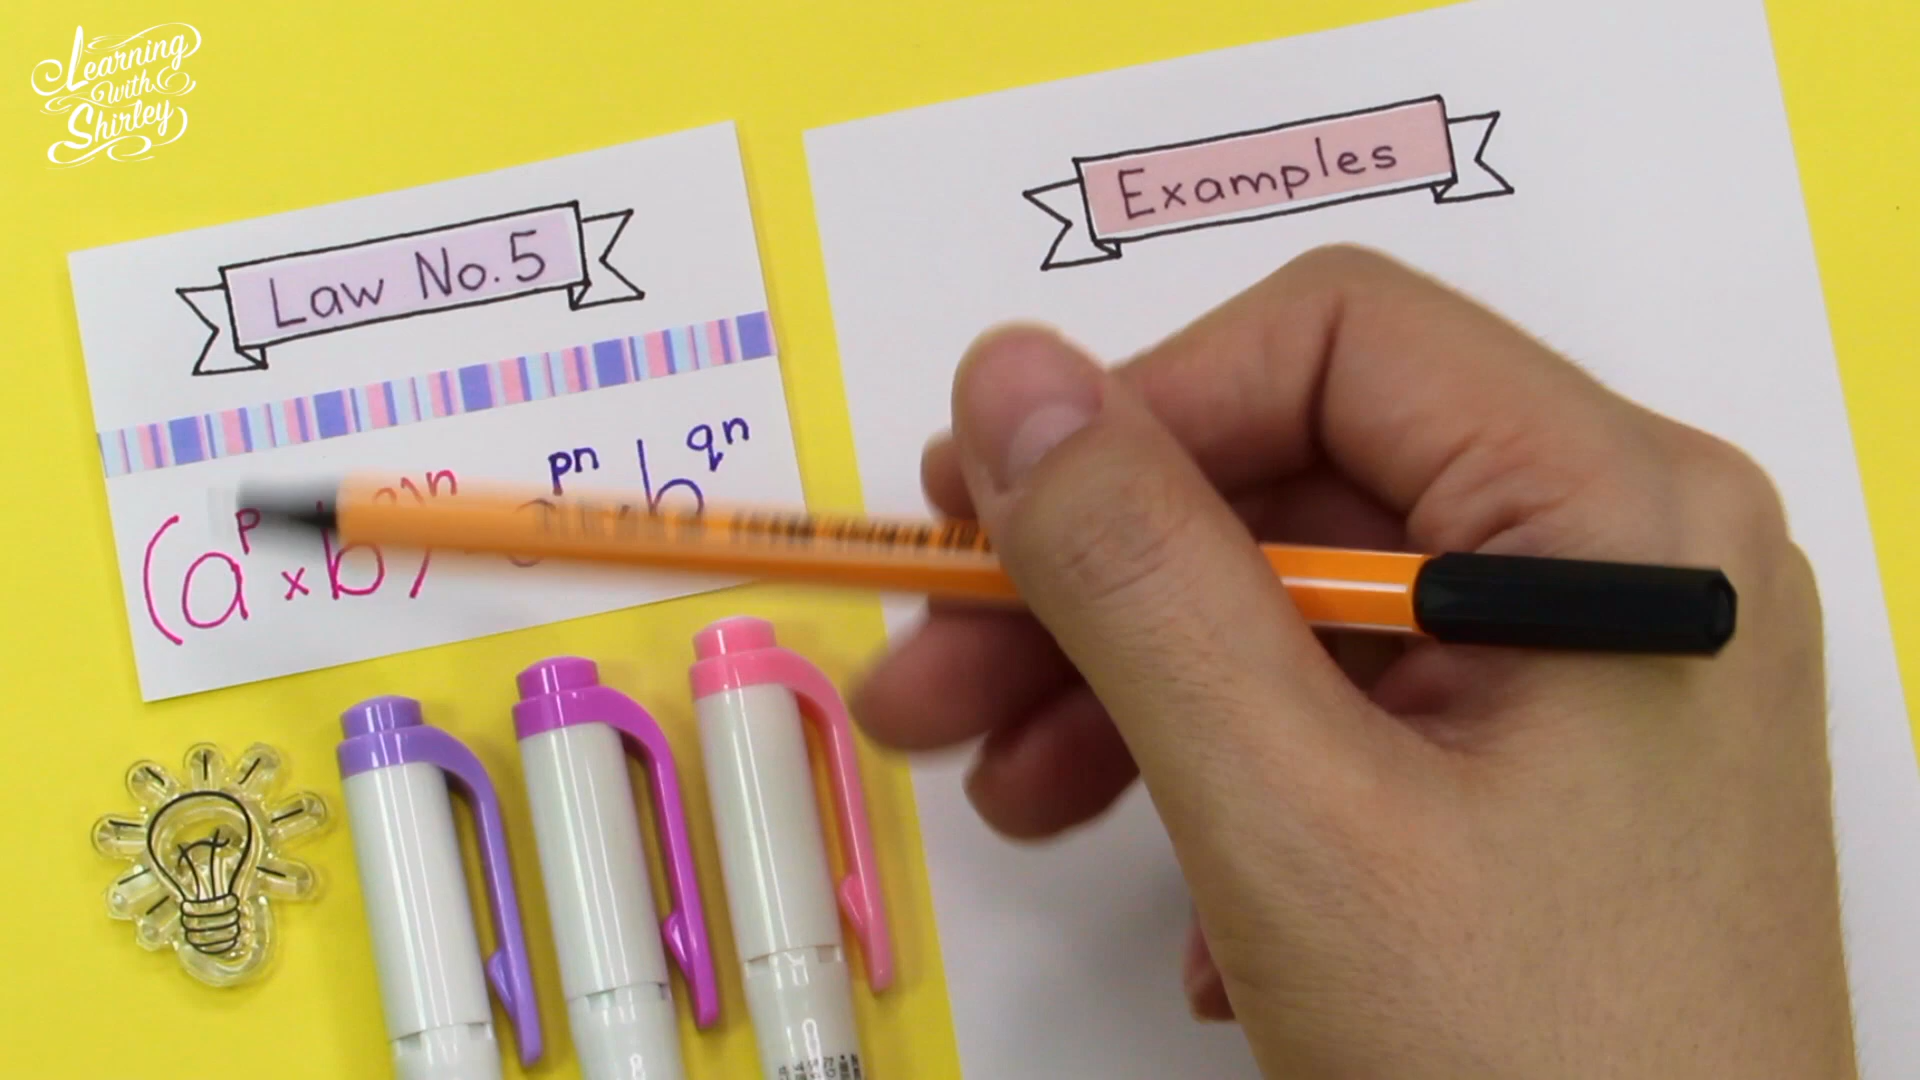 Learning
with
Shirley
Law No.5
Examples
(a^p × b^q)^n a^pn b^qn